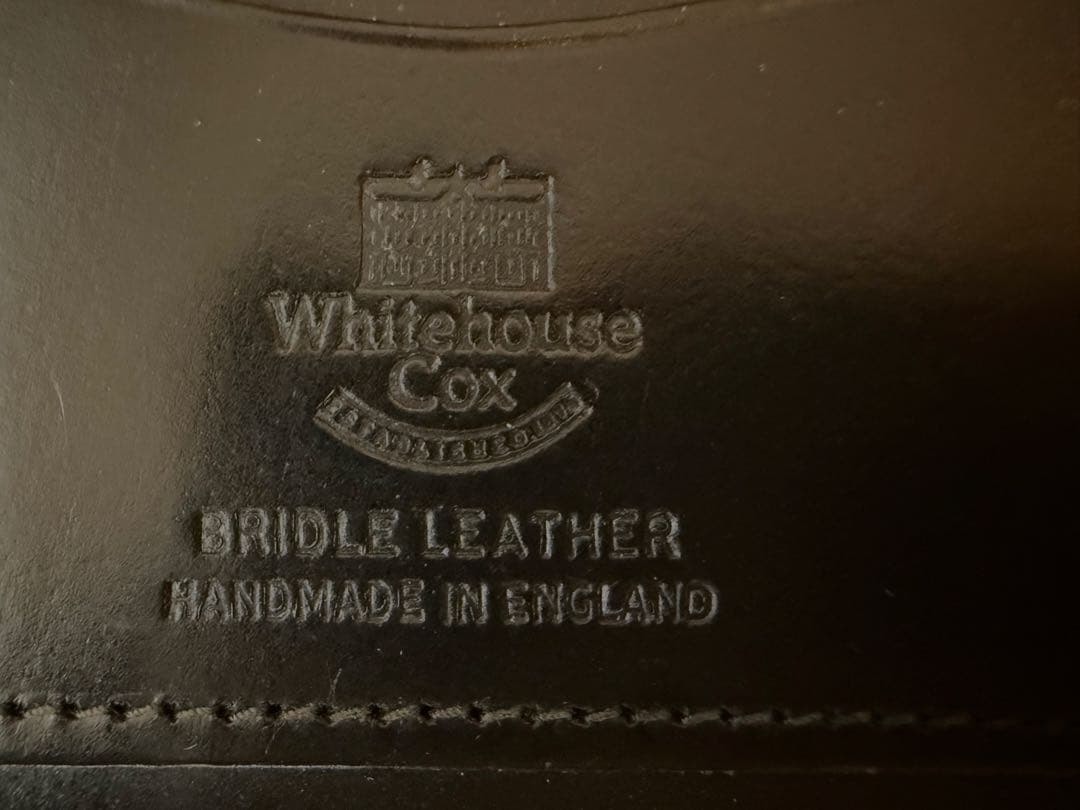 Whitehouse
Cox
BRIDLE LEATHER
HANDMADE IN ENGLAND